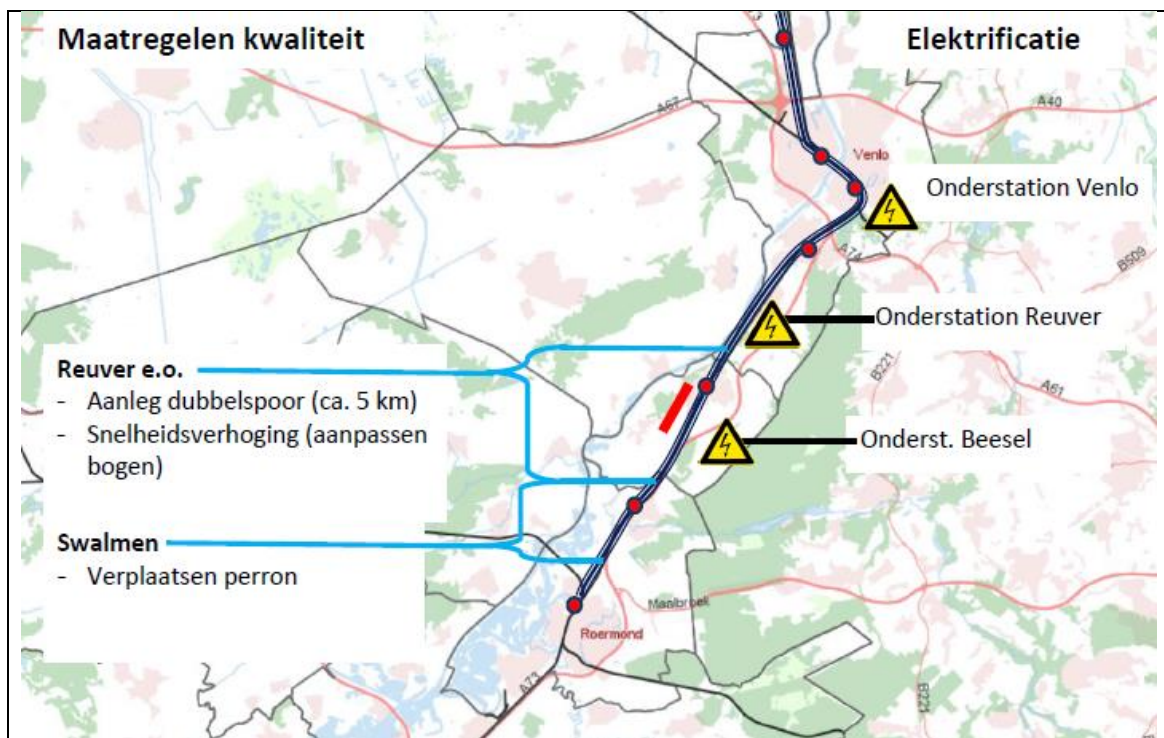 Maatregelen kwaliteit
Elektrificatie
A67
A40
Venlo
Onderstation Venlo
A74
B509
Onderstation Reuver
B221
A61
Reuver e.o.
- Aanleg dubbelspoor (ca. 5 km)
- Snelheidsverhoging (aanpassen
bogen)
Onderst. Beesel
Swalmen
- Verplaatsen perron
Maalbroek
Roermond
A73
B221